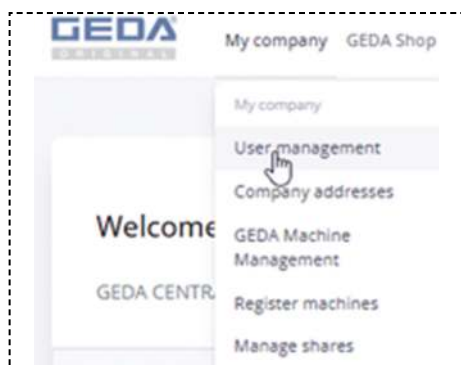 GEDA
ORIGINAL
My company GEDA Shop
My company
User management
Company addresses
Welcome
GEDA Machine
Management
GEDA CENTR
Register machines
Manage shares